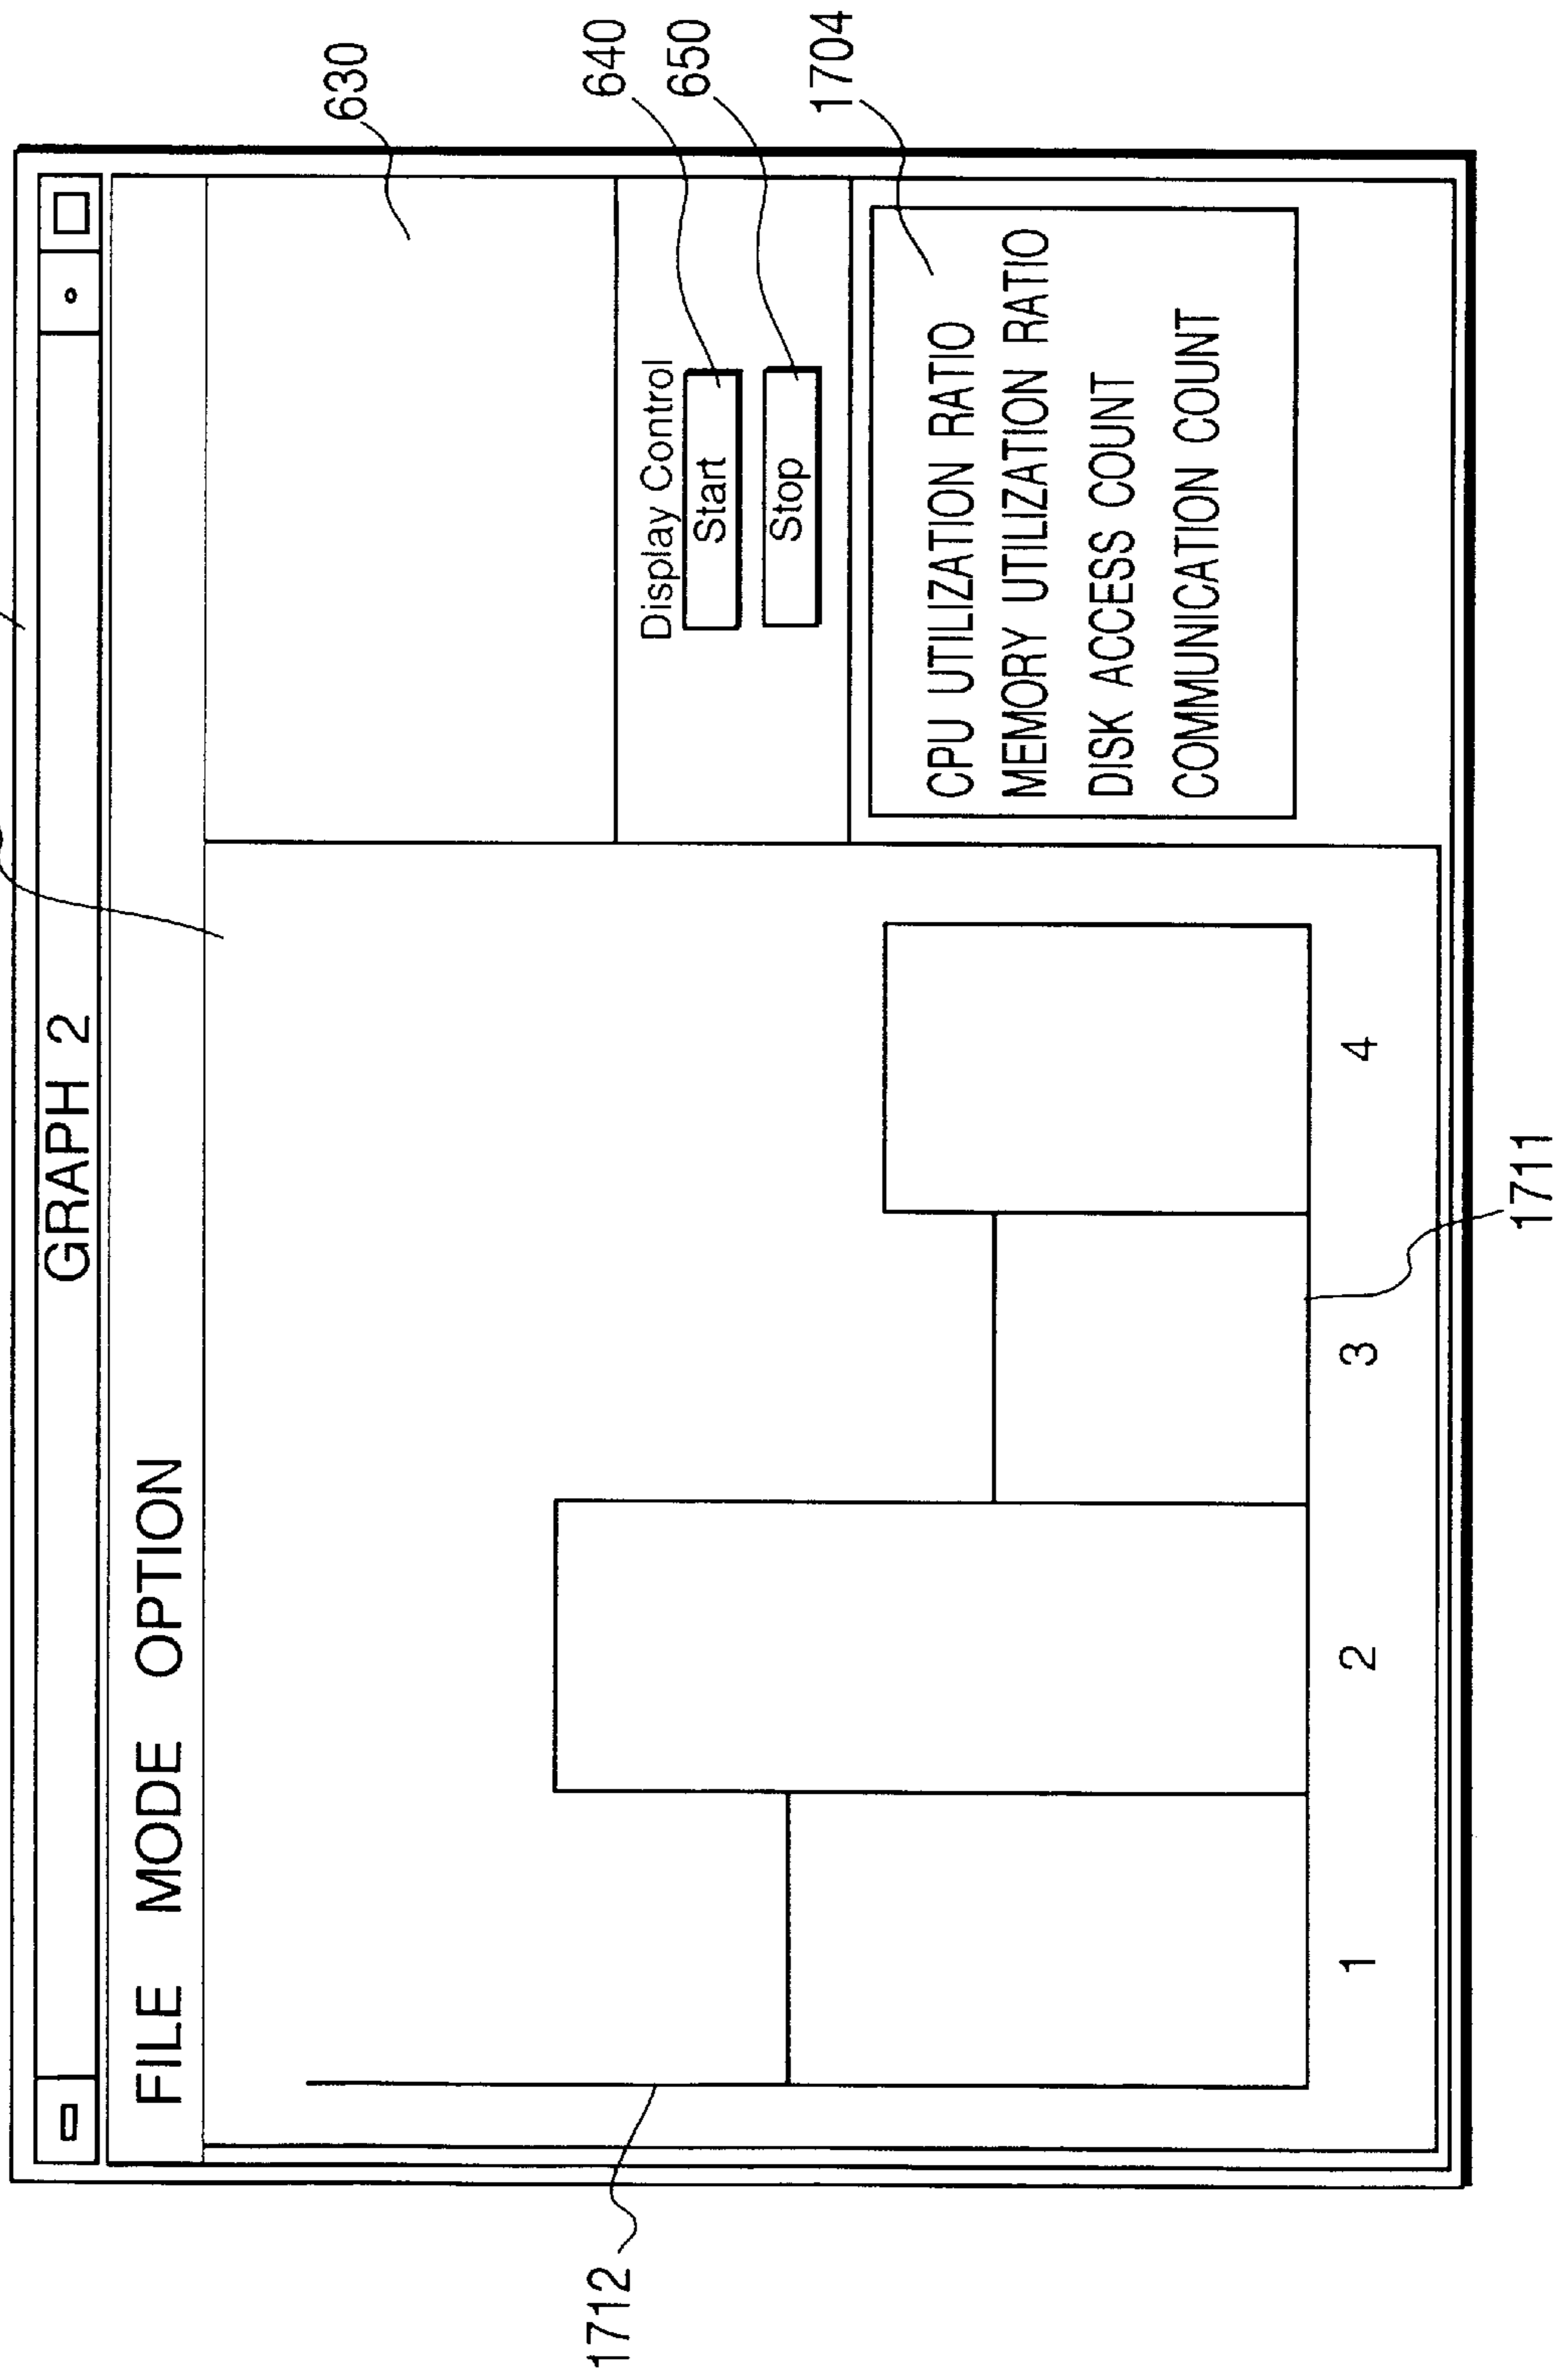 GRAPH 2
FILE MODE OPTION
630
Display Control
Start
640
Stop
650
1704
CPU UTILIZATION RATIO
MEMORY UTILIZATION RATIO
DISK ACCESS COUNT
COMMUNICATION COUNT
1712
1 2 3 4
1711